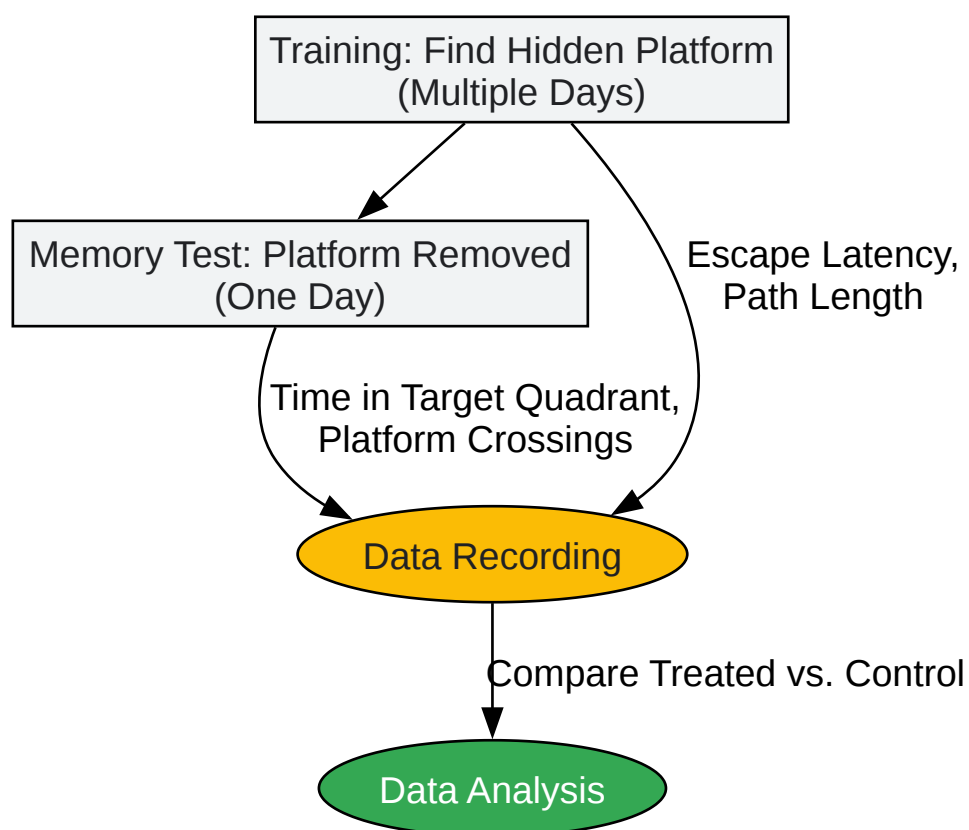 Training: Find Hidden Platform
(Multiple Days)
Memory Test: Platform Removed
(One Day)
Escape Latency,
Path Length
Time in Target Quadrant,
Platform Crossings
Data Recording
Compare Treated vs. Control
Data Analysis